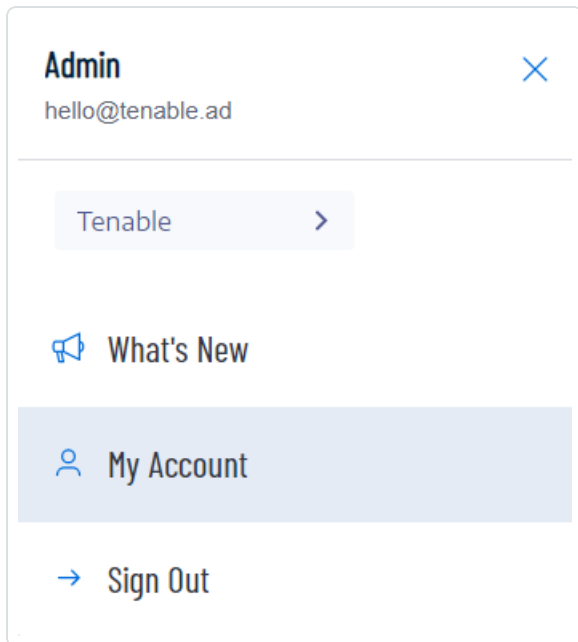 Admin
hello@tenable.ad
Tenable
What's New
My Account
Sign Out